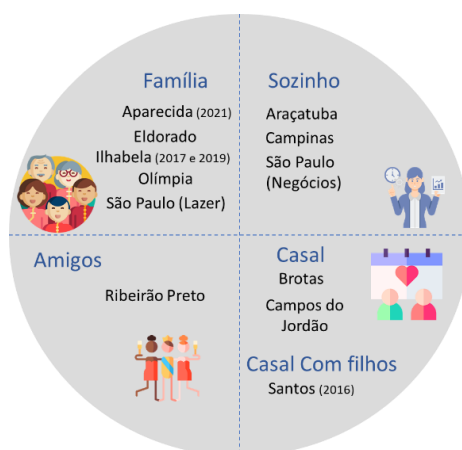 Família
Aparecida (2021)
Eldorado
Ilhabela (2017 e 2019)
Olímpia
São Paulo (Lazer)
Sozinho
Araçatuba
Campinas
São Paulo
(Negócios)
Amigos
Ribeirão Preto
Casal
Brotas
Campos do
Jordão
Casal Com filhos
Santos (2016)